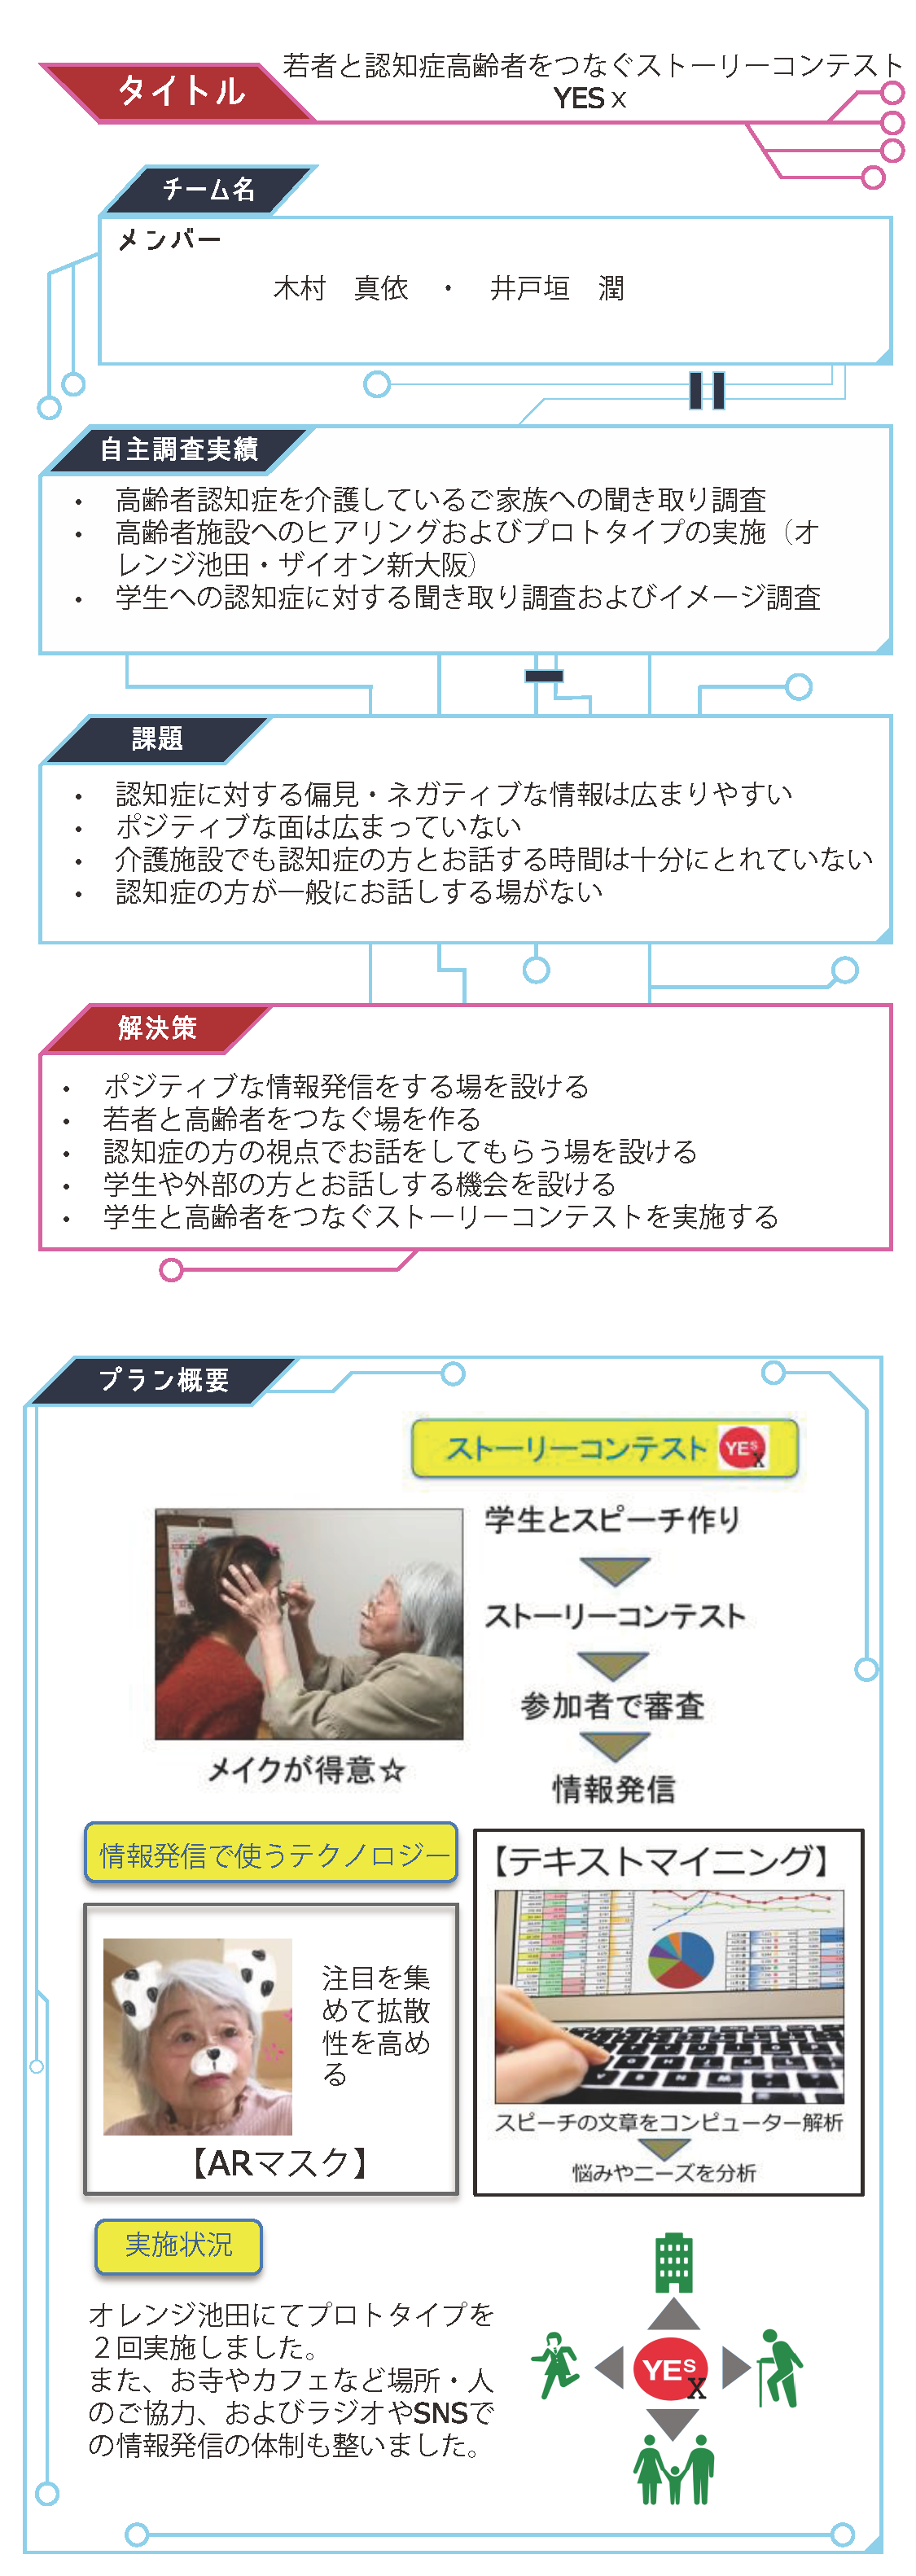 タイトル
若者と認知症高齢者をつなぐストーリーコンテスト
YES x
チーム名
メンバー
木村　真依　・　井戸垣　潤
自主調査実績
• 高齢者認知症を介護しているご家族への聞き取り調査
• 高齢者施設へのヒアリングおよびプロトタイプの実施（オ
レンジ池田・ザイオン新大阪）
• 学生への認知症に対する聞き取り調査およびイメージ調査
課題
• 認知症に対する偏見・ネガティブな情報は広まりやすい
• ポジティブな面は広まっていない
• 介護施設でも認知症の方とお話する時間は十分にとれていない
• 認知症の方が一般にお話しする場がない
解決策
• ポジティブな情報発信をする場を設ける
• 若者と高齢者をつなぐ場を作る
• 認知症の方の視点でお話をしてもらう場を設ける
• 学生や外部の方とお話しする機会を設ける
• 学生と高齢者をつなぐストーリーコンテストを実施する
プラン概要
ストーリーコンテスト YES x
学生とスピーチ作り
ストーリーコンテスト
参加者で審査
情報発信
メイクが得意☆
情報発信で使うテクノロジー
注目を集
めて拡散
性を高め
る
【ARマスク】
【テキストマイニング】
スピーチの文章をコンピューター解析
悩みやニーズを分析
実施状況
オレンジ池田にてプロトタイプを
２回実施しました。
また、お寺やカフェなど場所・人
のご協力、およびラジオやSNSで
の情報発信の体制も整いました。
YES x